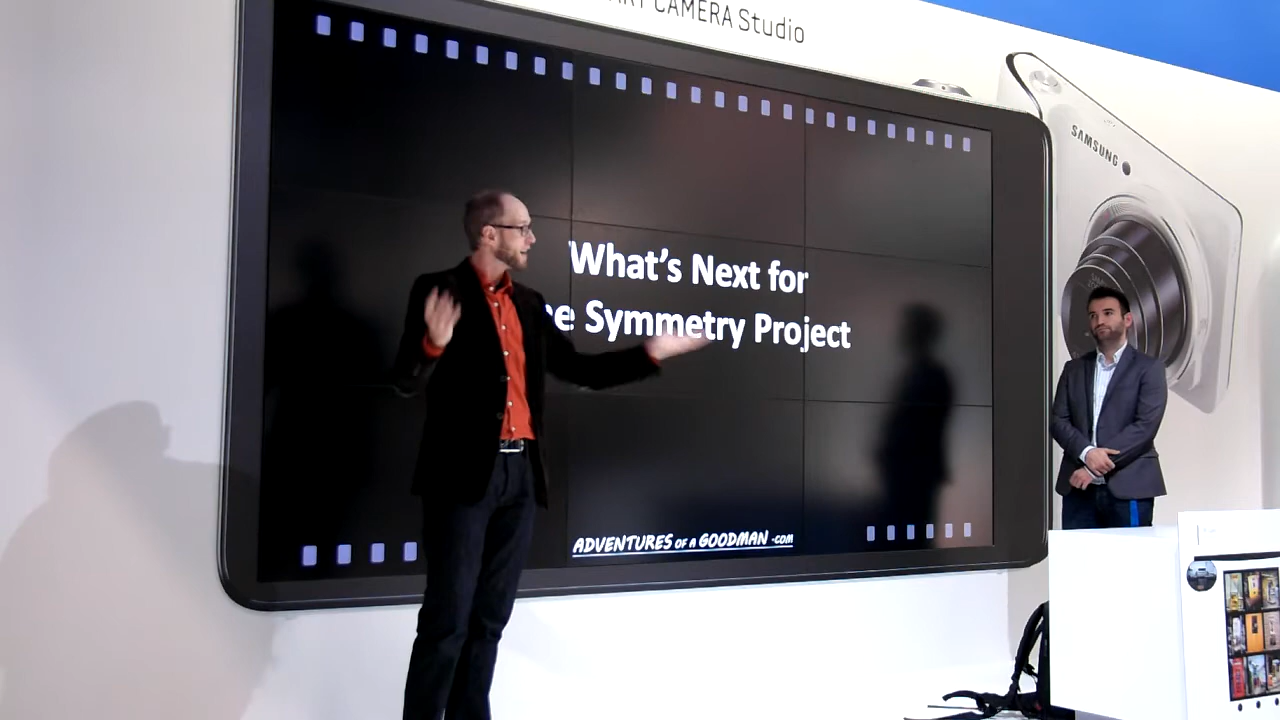 CAMERA Studio
SAMSUNG
What's Next for
Symmetry Project
ADVENTURES OF A GOODMAN .COM